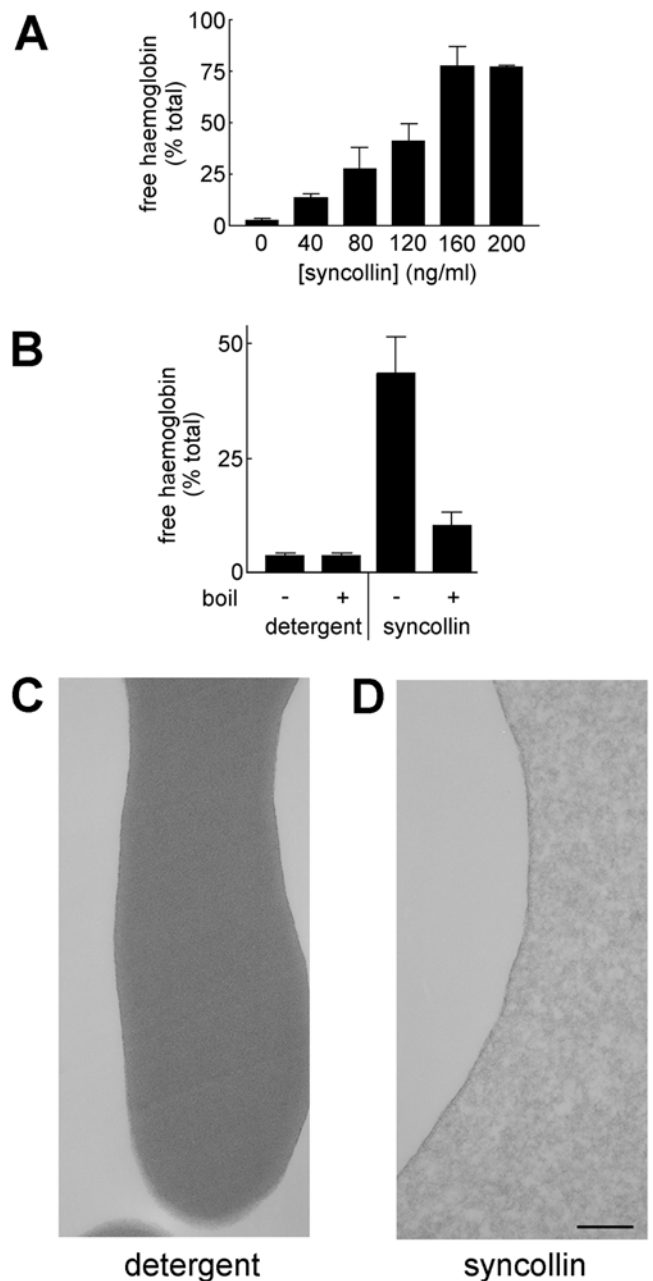 A
free haemoglobin
(% total)
100
75
50
25
0
0 40 80 120 160 200
[syncollin] (ng/ml)
B
free haemoglobin
(% total)
50
25
0
boil - + - +
detergent syncollin
C D
detergent syncollin